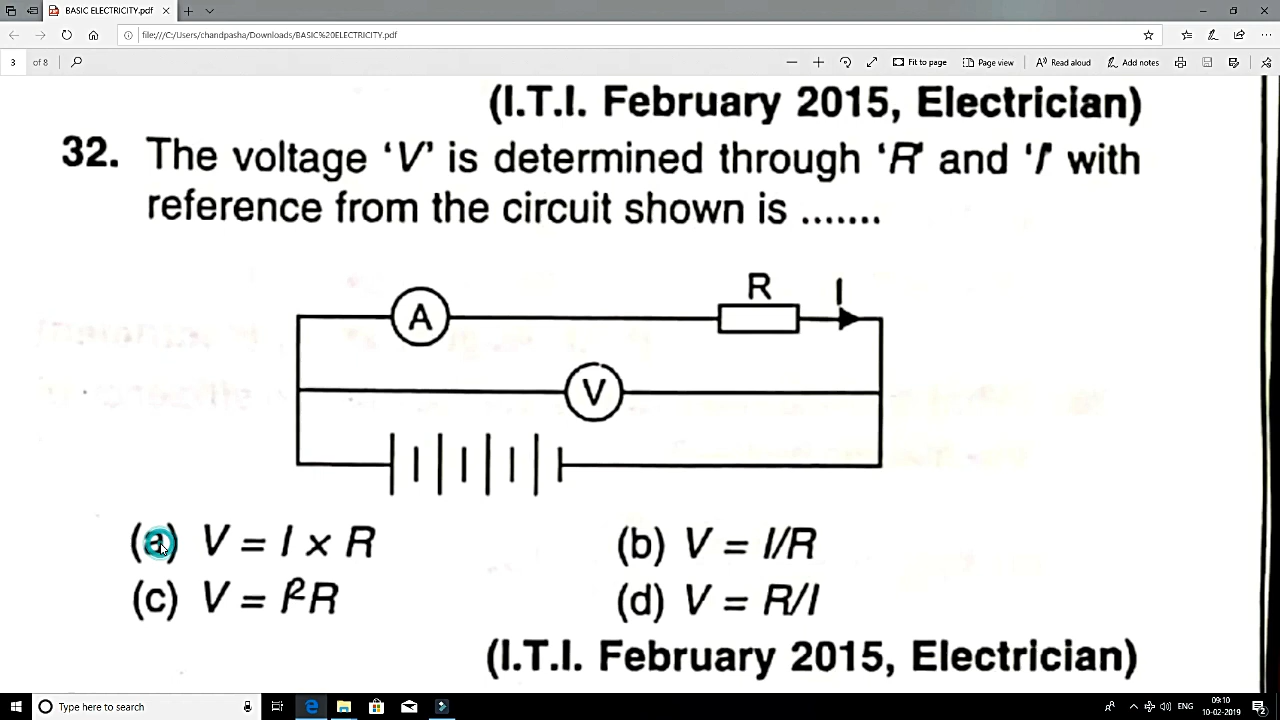 BASIC ELECTRICITY.pdf
file:///C:/Users/chandpasha/Downloads/BASIC%20ELECTRICITY.pdf
3 of 8
Fit to page
Page view
Read aloud
Add notes
(I.T.I. February 2015, Electrician)
32. The voltage ‘V’ is determined through ‘R’ and ‘I’ with
reference from the circuit shown is .......
R
I
A
V
(a) V = I × R
(b) V = I/R
(c) V = I²R
(d) V = R/I
(I.T.I. February 2015, Electrician)
Type here to search
ENG
09:10
10-02-2019
2